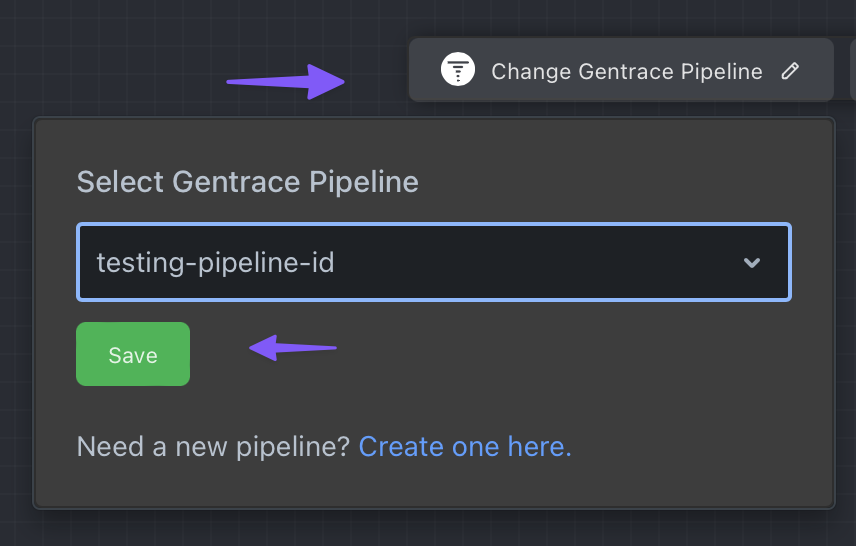 Change Gentrace Pipeline
Select Gentrace Pipeline
testing-pipeline-id
Save
Need a new pipeline? Create one here.